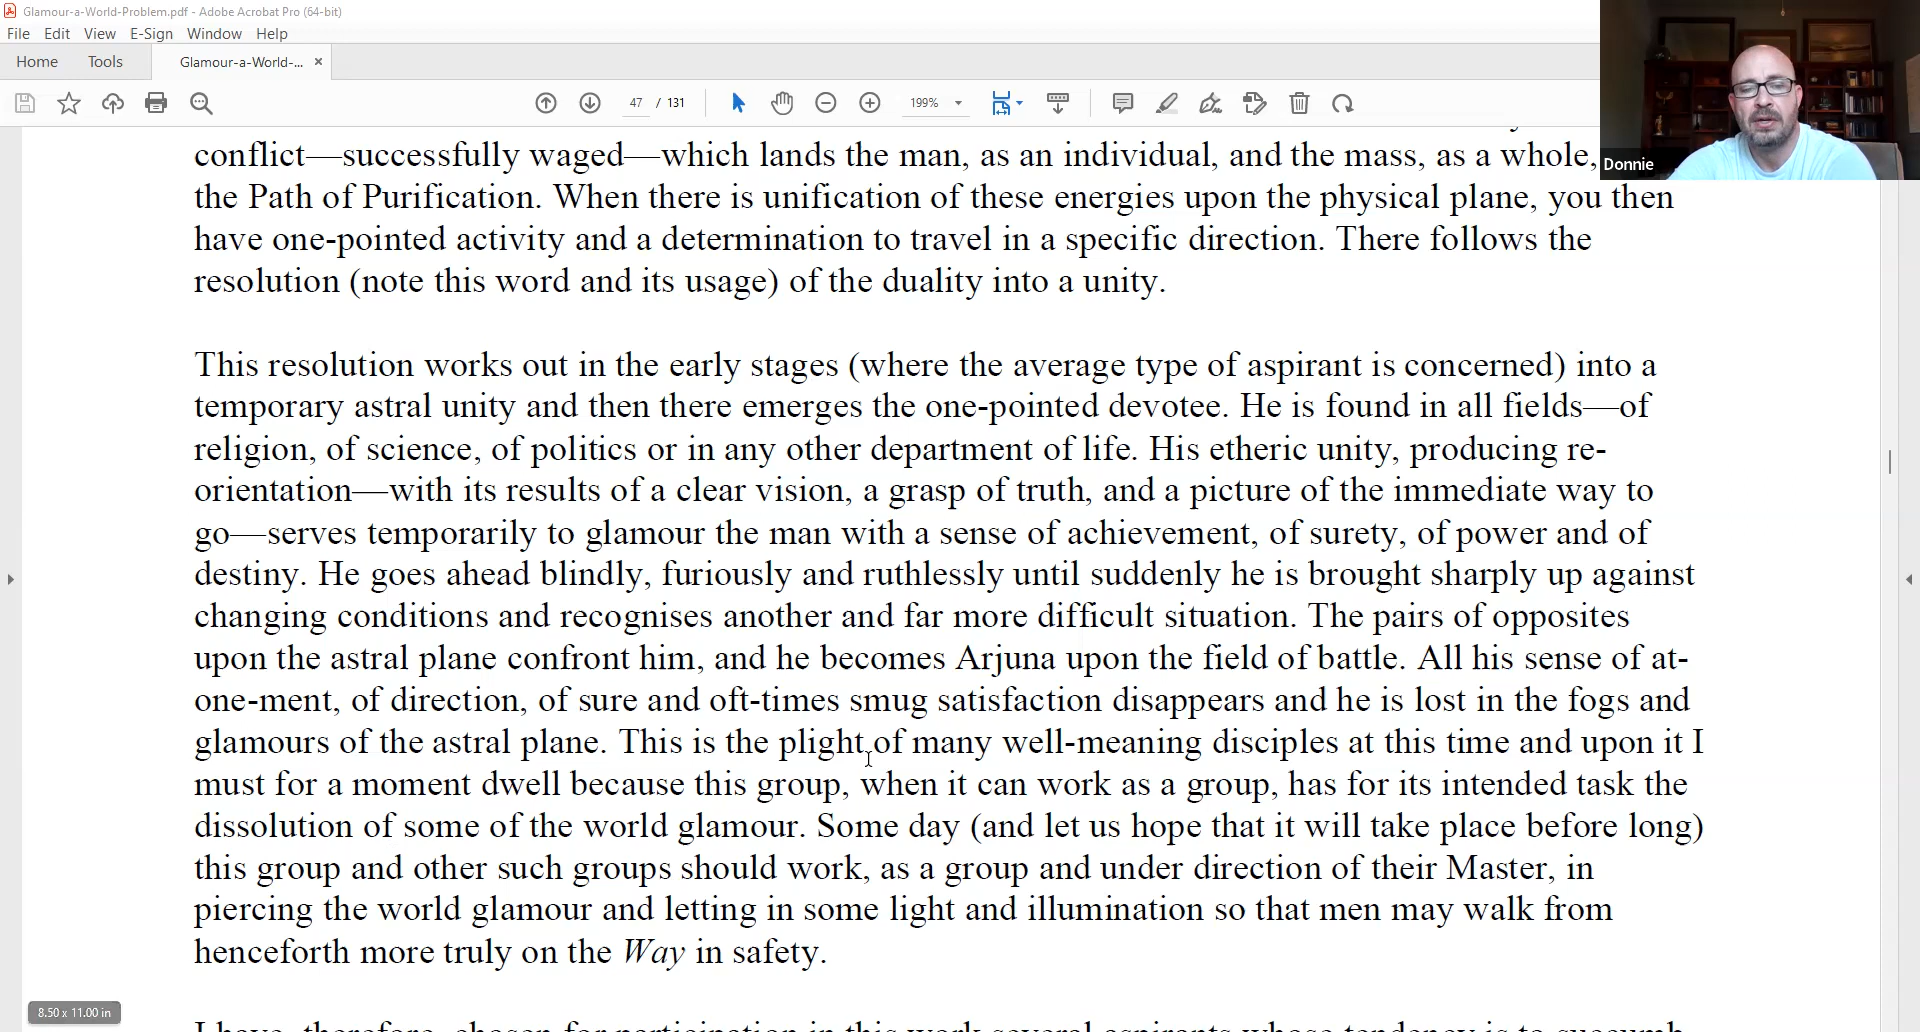 Glamour-a-World-Problem.pdf - Adobe Acrobat Pro (64-bit)
File Edit View E-Sign Window Help
Home Tools Glamour-a-World-... ×
47 / 131 199%
Donnie
conflict—successfully waged—which lands the man, as an individual, and the mass, as a whole,
the Path of Purification. When there is unification of these energies upon the physical plane, you then
have one-pointed activity and a determination to travel in a specific direction. There follows the
resolution (note this word and its usage) of the duality into a unity.
This resolution works out in the early stages (where the average type of aspirant is concerned) into a
temporary astral unity and then there emerges the one-pointed devotee. He is found in all fields—of
religion, of science, of politics or in any other department of life. His etheric unity, producing re-
orientation—with its results of a clear vision, a grasp of truth, and a picture of the immediate way to
go—serves temporarily to glamour the man with a sense of achievement, of surety, of power and of
destiny. He goes ahead blindly, furiously and ruthlessly until suddenly he is brought sharply up against
changing conditions and recognises another and far more difficult situation. The pairs of opposites
upon the astral plane confront him, and he becomes Arjuna upon the field of battle. All his sense of at-
one-ment, of direction, of sure and oft-times smug satisfaction disappears and he is lost in the fogs and
glamours of the astral plane. This is the plight of many well-meaning disciples at this time and upon it I
must for a moment dwell because this group, when it can work as a group, has for its intended task the
dissolution of some of the world glamour. Some day (and let us hope that it will take place before long)
this group and other such groups should work, as a group and under direction of their Master, in
piercing the world glamour and letting in some light and illumination so that men may walk from
henceforth more truly on the Way in safety.
8.50 x 11.00 in
I have, therefore, chosen for participation in this work several aspirants whose tendency is to succumb